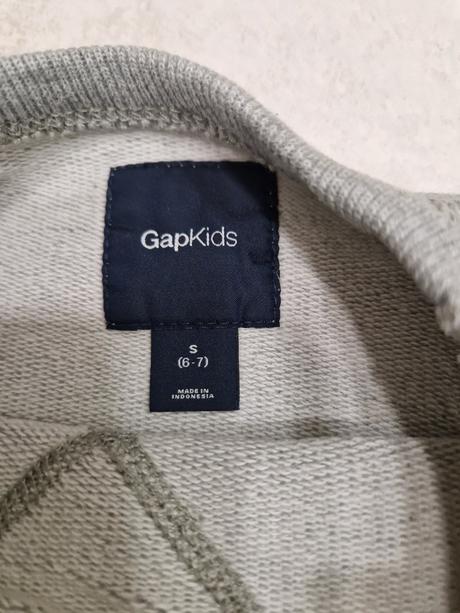 GapKids
S
(6-7)
MADE IN
INDONESIA